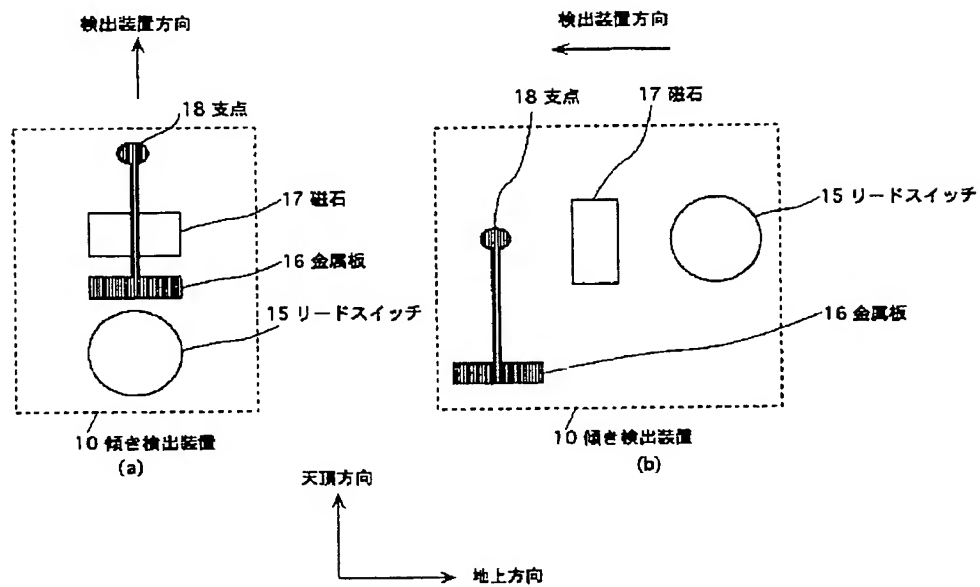 検出装置方向
18 支点
17 磁石
16 金属板
15 リードスイッチ
10 傾き検出装置
(a)
検出装置方向
18 支点
17 磁石
15 リードスイッチ
16 金属板
10 傾き検出装置
(b)
天頂方向
地上方向